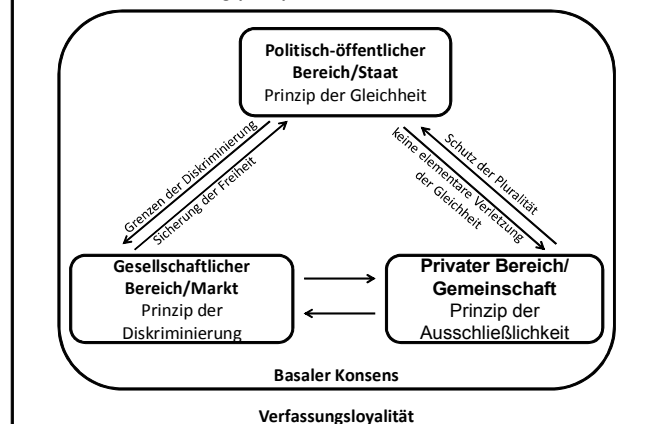 Politisch-öffentlicher
Bereich/Staat
Prinzip der Gleichheit
Grenzen der Diskriminierung
Sicherung der Freiheit
Schutz der Pluralität
keine elementare Verletzung
der Gleichheit
Gesellschaftlicher
Bereich/Markt
Prinzip der
Diskriminierung
Privater Bereich/
Gemeinschaft
Prinzip der
Ausschließlichkeit
Basaler Konsens
Verfassungsloyalität